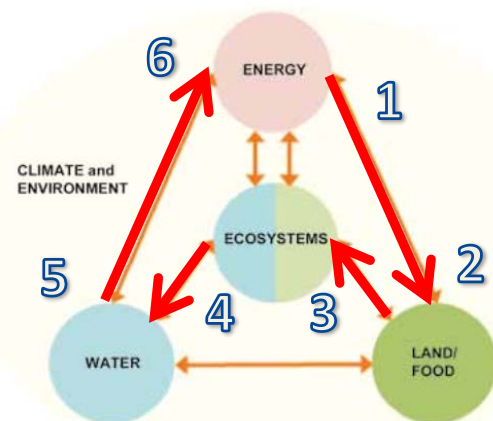 6
ENERGY
1
CLIMATE and
ENVIRONMENT
ECOSYSTEMS
5
2
4
3
WATER
LAND/
FOOD